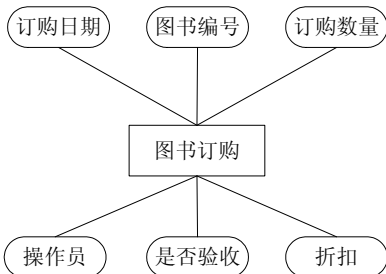 订购日期
图书编号
订购数量
图书订购
操作员
是否验收
折扣